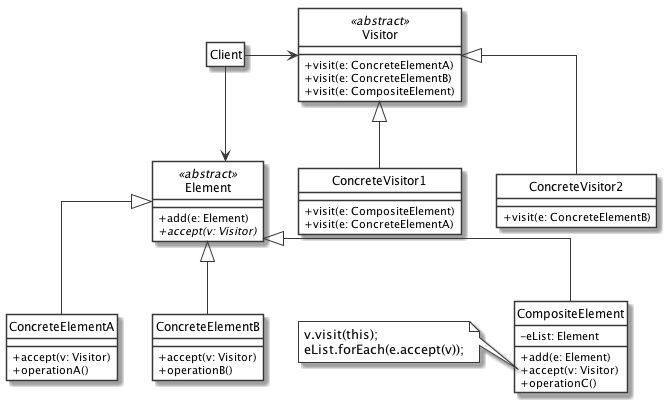 «abstract»
Visitor
+visit(e: ConcreteElementA)
+visit(e: ConcreteElementB)
+visit(e: CompositeElement)
Client
«abstract»
Element
+add(e: Element)
+accept(v: Visitor)
ConcreteVisitor1
+visit(e: CompositeElement)
+visit(e: ConcreteElementA)
ConcreteVisitor2
+visit(e: ConcreteElementB)
ConcreteElementA
+accept(v: Visitor)
+operationA()
ConcreteElementB
+accept(v: Visitor)
+operationB()
v.visit(this);
eList.forEach(e.accept(v));
CompositeElement
-eList: Element
+add(e: Element)
+accept(v: Visitor)
+operationC()